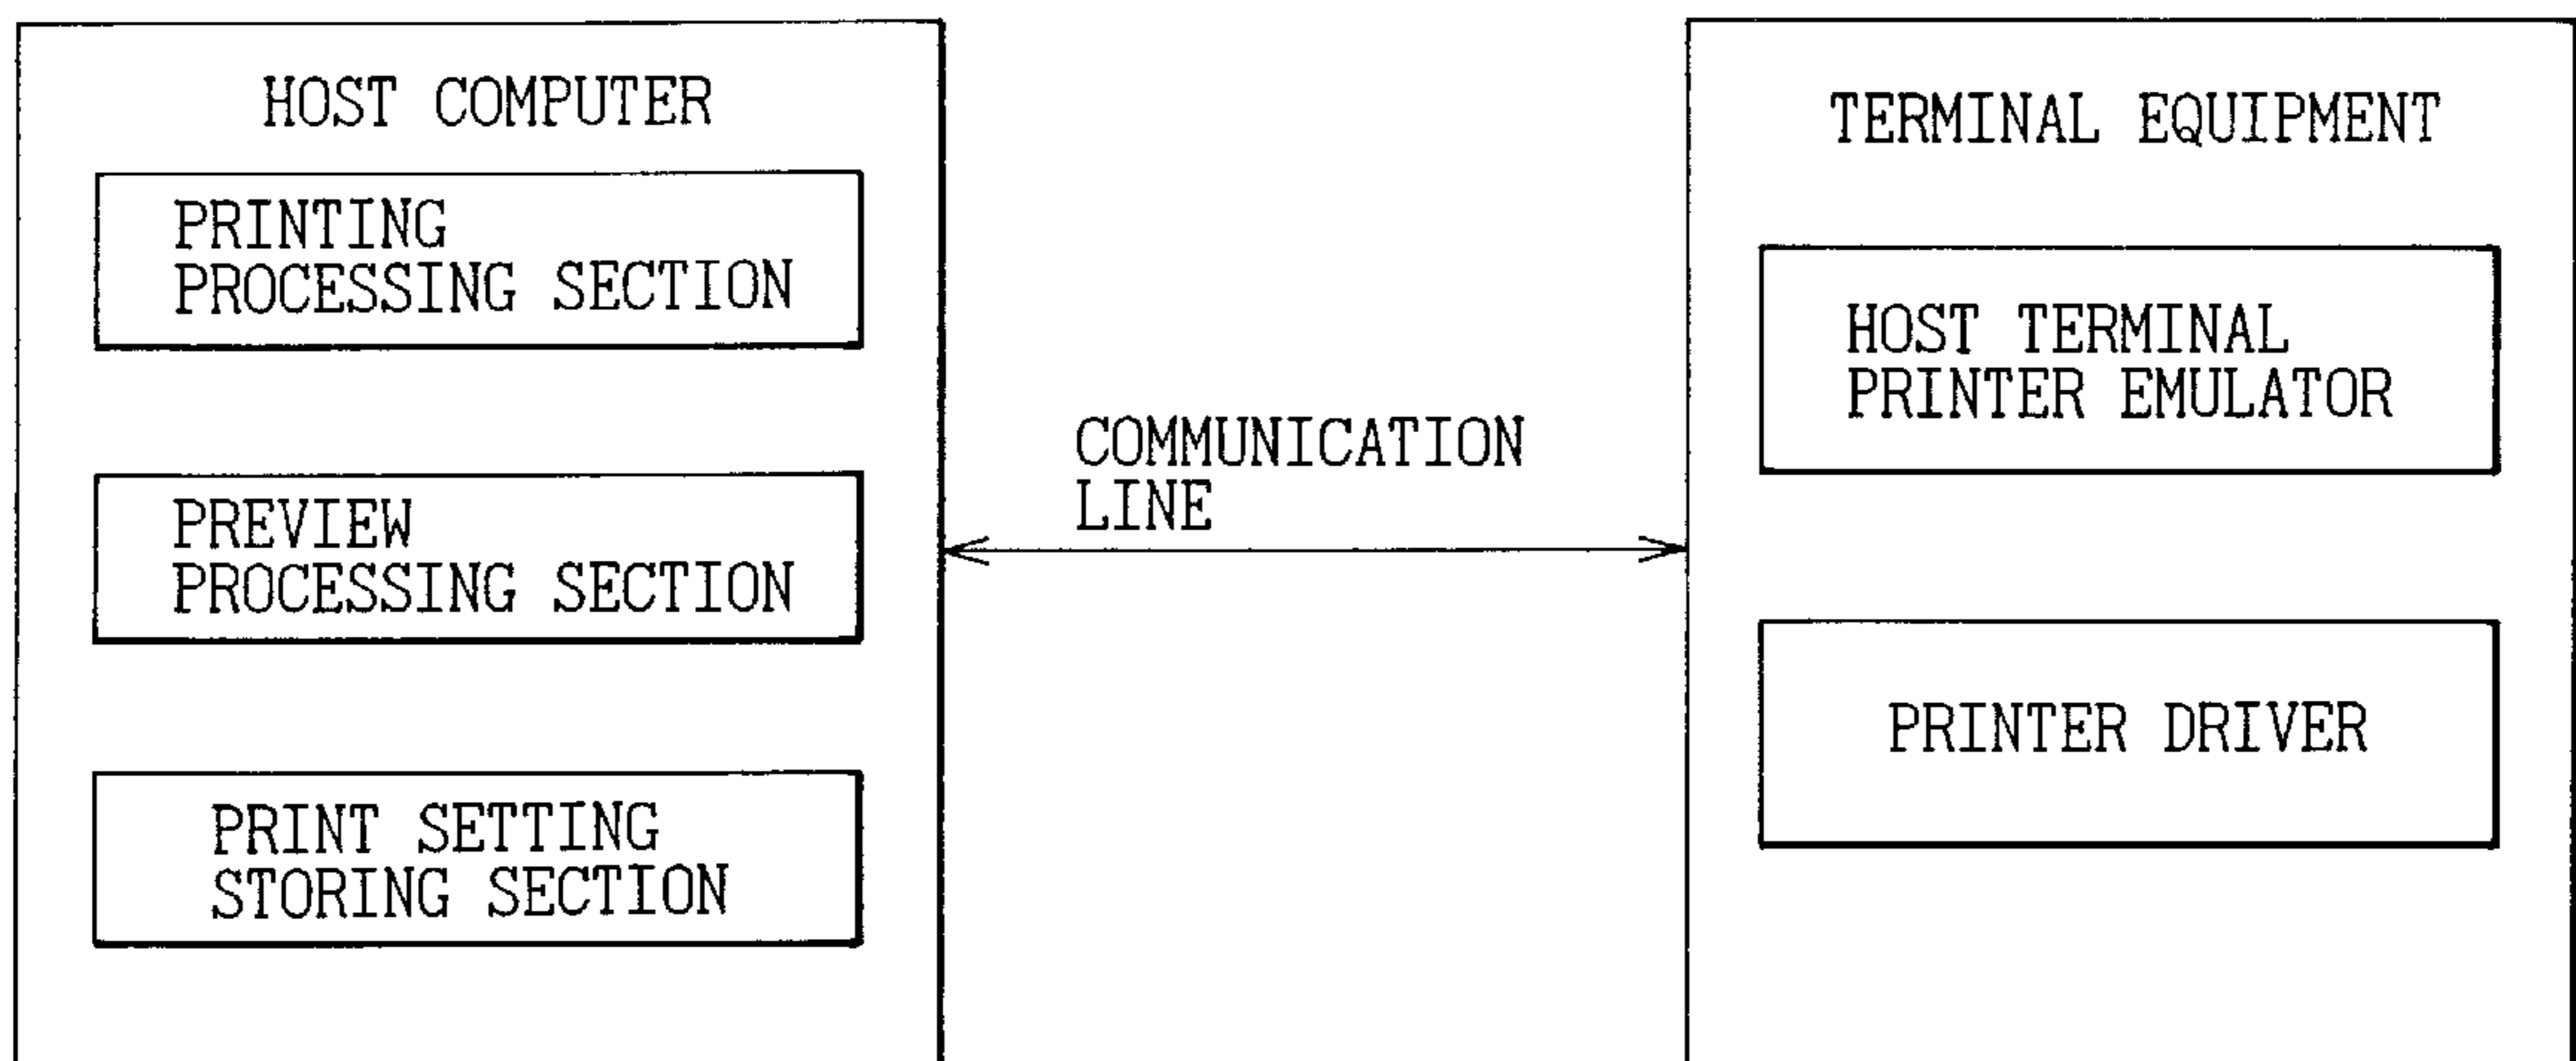 HOST COMPUTER
PRINTING
PROCESSING SECTION
PREVIEW
PROCESSING SECTION
PRINT SETTING
STORING SECTION
COMMUNICATION
LINE
TERMINAL EQUIPMENT
HOST TERMINAL
PRINTER EMULATOR
PRINTER DRIVER